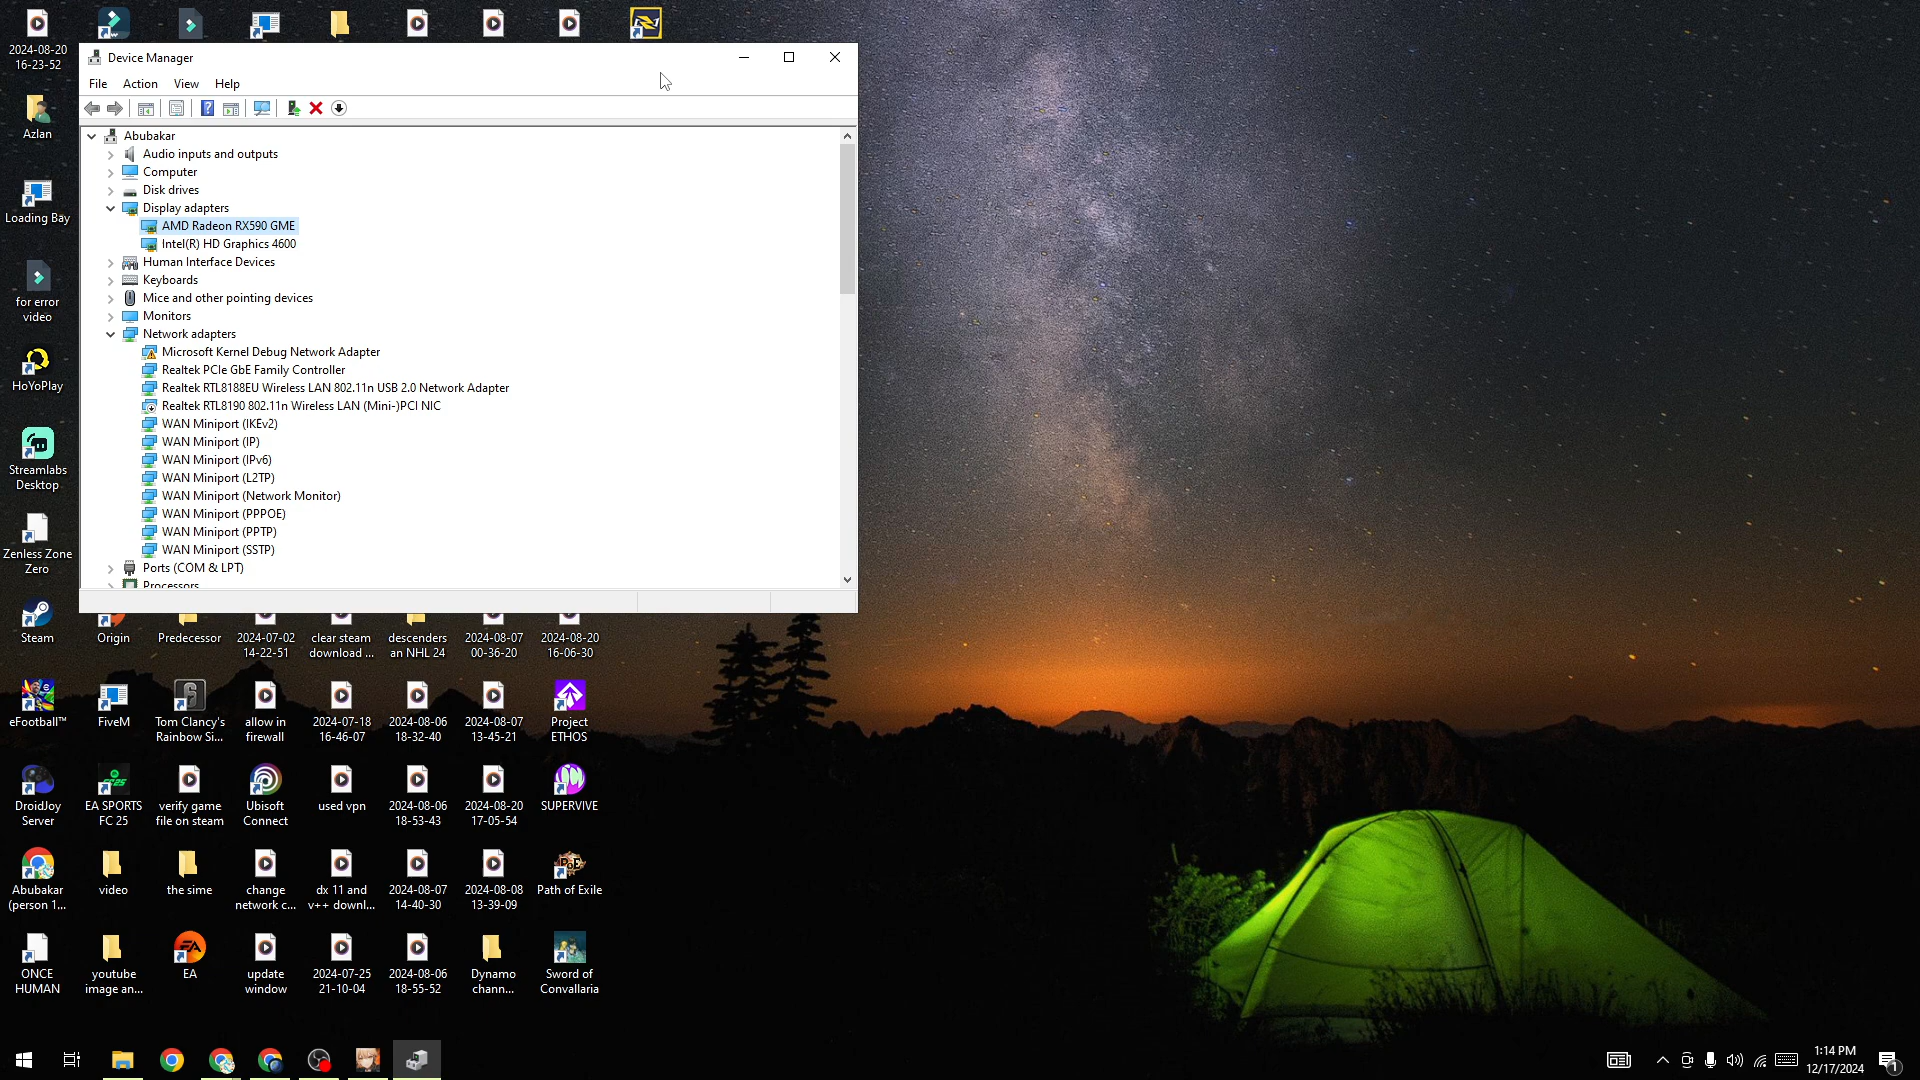 2024-08-20
16-23-52
Azlan
Loading Bay
for error
video
HoYoPlay
Streamlabs
Desktop
Zenless Zone
Zero
Device Manager
File Action View Help
Abubakar
Audio inputs and outputs
Computer
Disk drives
Display adapters
AMD Radeon RX590 GME
Intel(R) HD Graphics 4600
Human Interface Devices
Keyboards
Mice and other pointing devices
Monitors
Network adapters
Microsoft Kernel Debug Network Adapter
Realtek PCIe GbE Family Controller
Realtek RTL8188EU Wireless LAN 802.11n USB 2.0 Network Adapter
Realtek RTL8190 802.11n Wireless LAN (Mini-)PCI NIC
WAN Miniport (IKEv2)
WAN Miniport (IP)
WAN Miniport (IPv6)
WAN Miniport (L2TP)
WAN Miniport (Network Monitor)
WAN Miniport (PPPOE)
WAN Miniport (PPTP)
WAN Miniport (SSTP)
Ports (COM & LPT)
Processors
Steam
Origin
Predecessor
2024-07-02
14-22-51
clear steam
download ...
descenders
an NHL 24
2024-08-07
00-36-20
2024-08-20
16-06-30
eFootball™
FiveM
Tom Clancy's
Rainbow Si...
allow in
firewall
2024-07-18
16-46-07
2024-08-06
18-32-40
2024-08-07
13-45-21
Project
ETHOS
DroidJoy
Server
EA SPORTS
FC 25
verify game
file on steam
Ubisoft
Connect
used vpn
2024-08-06
18-53-43
2024-08-20
17-05-54
SUPERVIVE
Abubakar
(person 1...
video
the sime
change
network c...
dx 11 and
v++ downl...
2024-08-07
14-40-30
2024-08-08
13-39-09
Path of Exile
ONCE
HUMAN
youtube
image an...
EA
update
window
2024-07-25
21-10-04
2024-08-06
18-55-52
Dynamo
chann...
Sword of
Convallaria
1:14 PM
12/17/2024
1